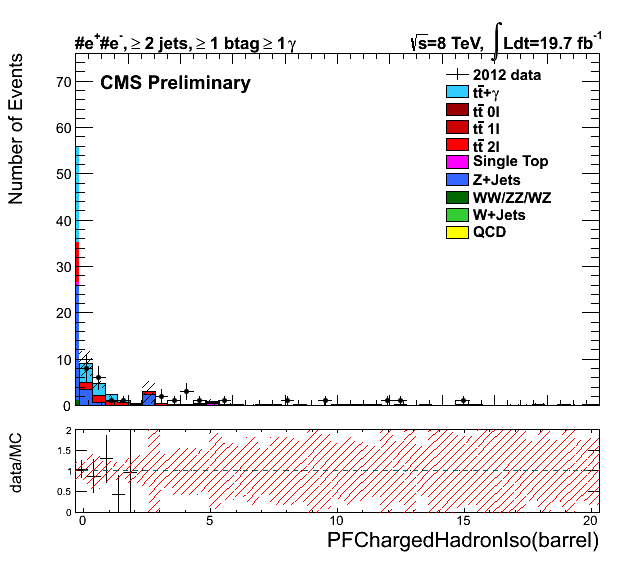 #e⁺#e⁻, ≥ 2 jets, ≥ 1 btag ≥ 1 γ
√s=8 TeV, ∫ Ldt=19.7 fb⁻¹
CMS Preliminary
2012 data
tt̄+γ
tt̄ 0l
tt̄ 1l
tt̄ 2l
Single Top
Z+Jets
WW/ZZ/WZ
W+Jets
QCD
Number of Events
70
60
50
40
30
20
10
0
data/MC
2
1.5
1
0.5
0
0 5 10 15 20
PFChargedHadronIso(barrel)